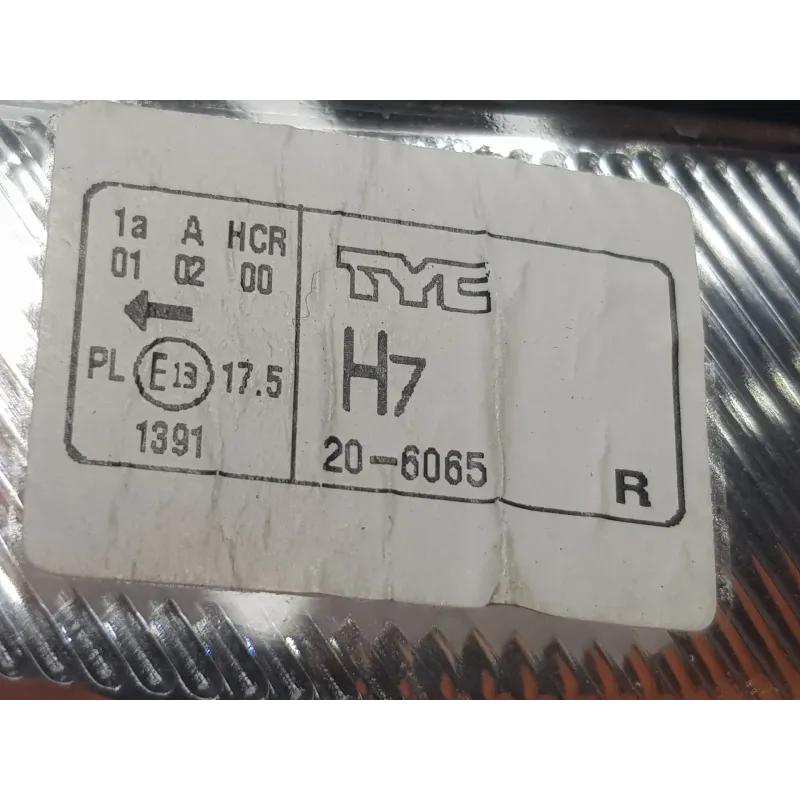 1a A HCR
01 02 00
PL E13 17.5
1391
TYC
H7
20-6065
R